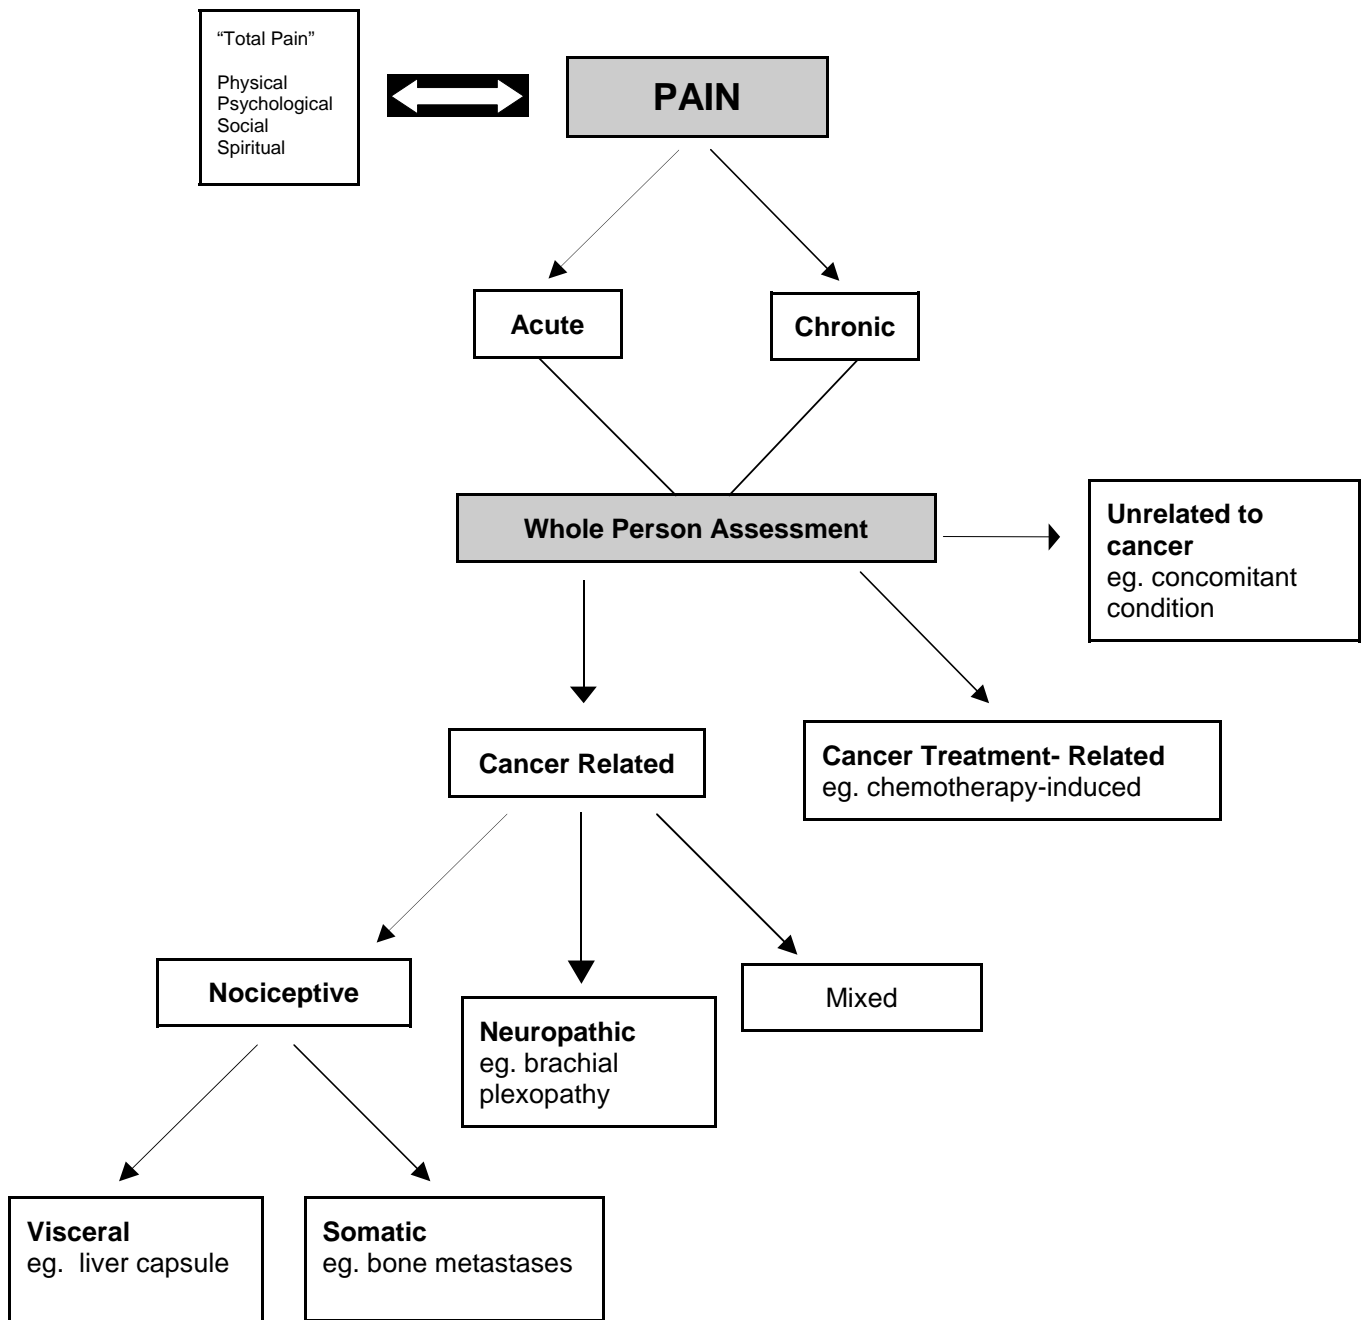 “Total Pain”
Physical
Psychological
Social
Spiritual
PAIN
Acute
Chronic
Whole Person Assessment
Unrelated to
cancer
eg. concomitant
condition
Cancer Related
Cancer Treatment- Related
eg. chemotherapy-induced
Nociceptive
Neuropathic
eg. brachial
plexopathy
Mixed
Visceral
eg.  liver capsule
Somatic
eg. bone metastases